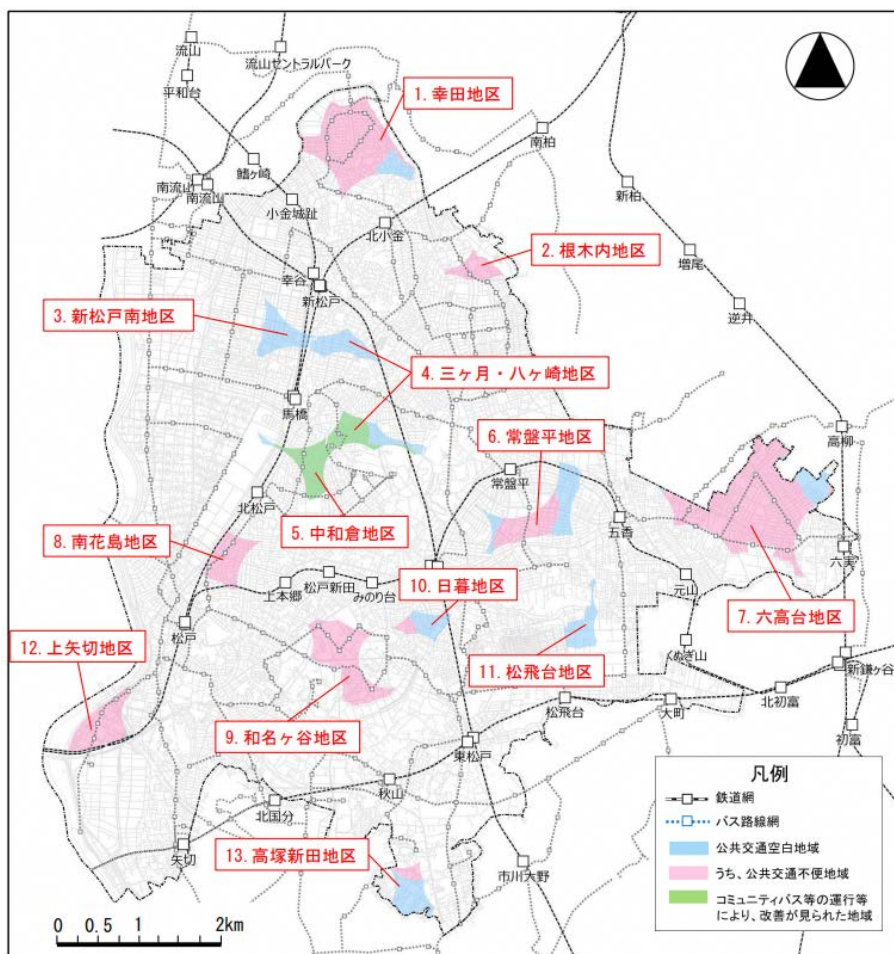 流山
流山セントラルパーク
平和台
1. 幸田地区
南柏
鰭ヶ崎
南流山
南流山
新柏
小金城趾
北小金
2. 根木内地区
増尾
幸谷
新松戸
逆井
3. 新松戸南地区
4. 三ヶ月・八ヶ崎地区
馬橋
6. 常盤平地区
高柳
常盤平
北松戸
5. 中和倉地区
五香
8. 南花島地区
六実
松戸新田
10. 日暮地区
上本郷
みのり台
元山
7. 六高台地区
松戸
12. 上矢切地区
11. 松飛台地区
くぬぎ山
新鎌ヶ谷
9. 和名ヶ谷地区
松飛台
大町
北初富
初富
東松戸
秋山
北国分
矢切
13. 高塚新田地区
市川大野
凡例
鉄道網
バス路線網
公共交通空白地域
うち、公共交通不便地域
コミュニティバス等の運行等
により、改善が見られた地域
0 0.5 1 2km